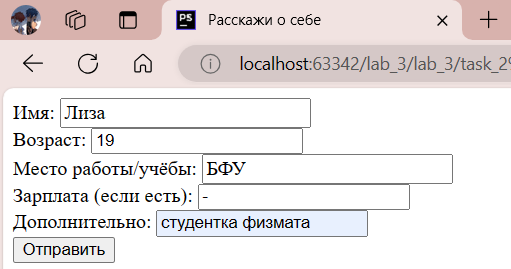 PS Расскажи о себе
localhost:63342/lab_3/lab_3/task_29
Имя: Лиза
Возраст: 19
Место работы/учёбы: БФУ
Зарплата (если есть): -
Дополнительно: студентка физмата
Отправить